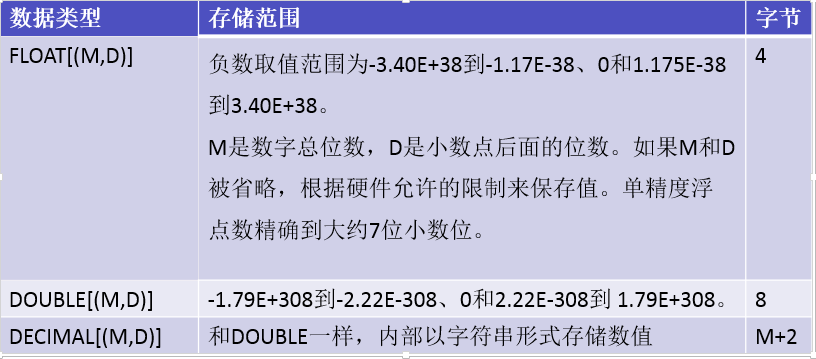 数据类型 存储范围 字节
FLOAT[(M,D)] 负数取值范围为-3.40E+38到-1.17E-38、0和1.175E-38 4
到3.40E+38。
M是数字总位数，D是小数点后面的位数。如果M和D
被省略，根据硬件允许的限制来保存值。单精度浮
点数精确到大约7位小数位。
DOUBLE[(M,D)] -1.79E+308到-2.22E-308、0和2.22E-308到 1.79E+308。 8
DECIMAL[(M,D)] 和DOUBLE一样，内部以字符串形式存储数值 M+2